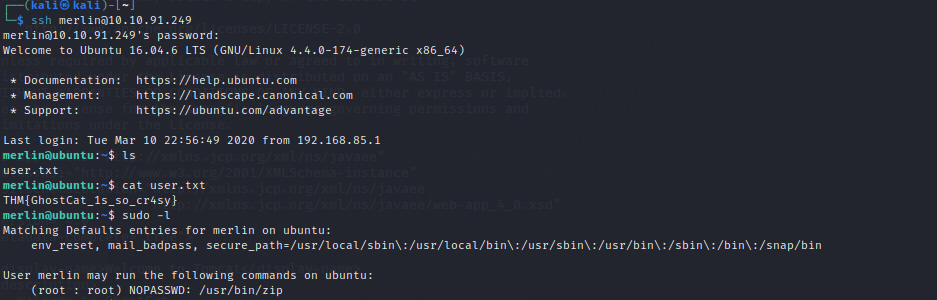 ┌──(kali㉿kali)-[~]
└─$ ssh merlin@10.10.91.249
merlin@10.10.91.249's password:
Welcome to Ubuntu 16.04.6 LTS (GNU/Linux 4.4.0-174-generic x86_64)
* Documentation:  https://help.ubuntu.com
* Management:     https://landscape.canonical.com
* Support:        https://ubuntu.com/advantage
Last login: Tue Mar 10 22:56:49 2020 from 192.168.85.1
merlin@ubuntu:~$ ls
user.txt
merlin@ubuntu:~$ cat user.txt
THM{GhostCat_1s_so_cr4sy}
merlin@ubuntu:~$ sudo -l
Matching Defaults entries for merlin on ubuntu:
    env_reset, mail_badpass, secure_path=/usr/local/sbin\:/usr/local/bin\:/usr/sbin\:/usr/bin\:/sbin\:/bin\:/snap/bin
User merlin may run the following commands on ubuntu:
    (root : root) NOPASSWD: /usr/bin/zip